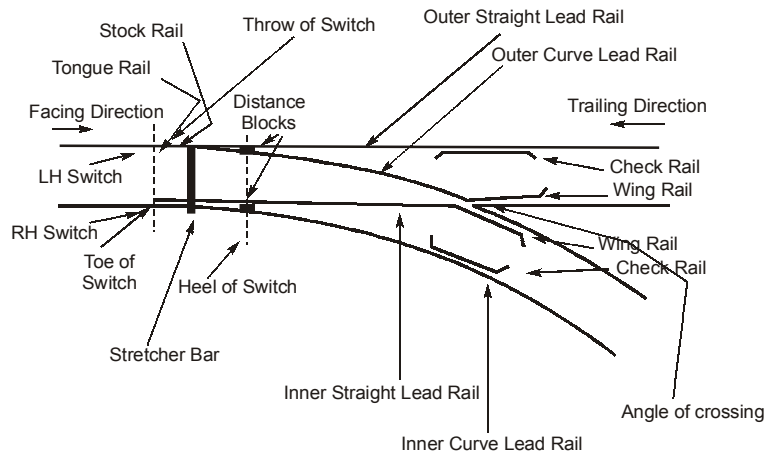 Outer Straight Lead Rail
Throw of Switch
Stock Rail
Outer Curve Lead Rail
Tongue Rail
Distance
Blocks
Facing Direction
Trailing Direction
Check Rail
LH Switch
Wing Rail
RH Switch
Wing Rail
Toe of
Switch
Check Rail
Heel of Switch
Stretcher Bar
Inner Straight Lead Rail
Angle of crossing
Inner Curve Lead Rail